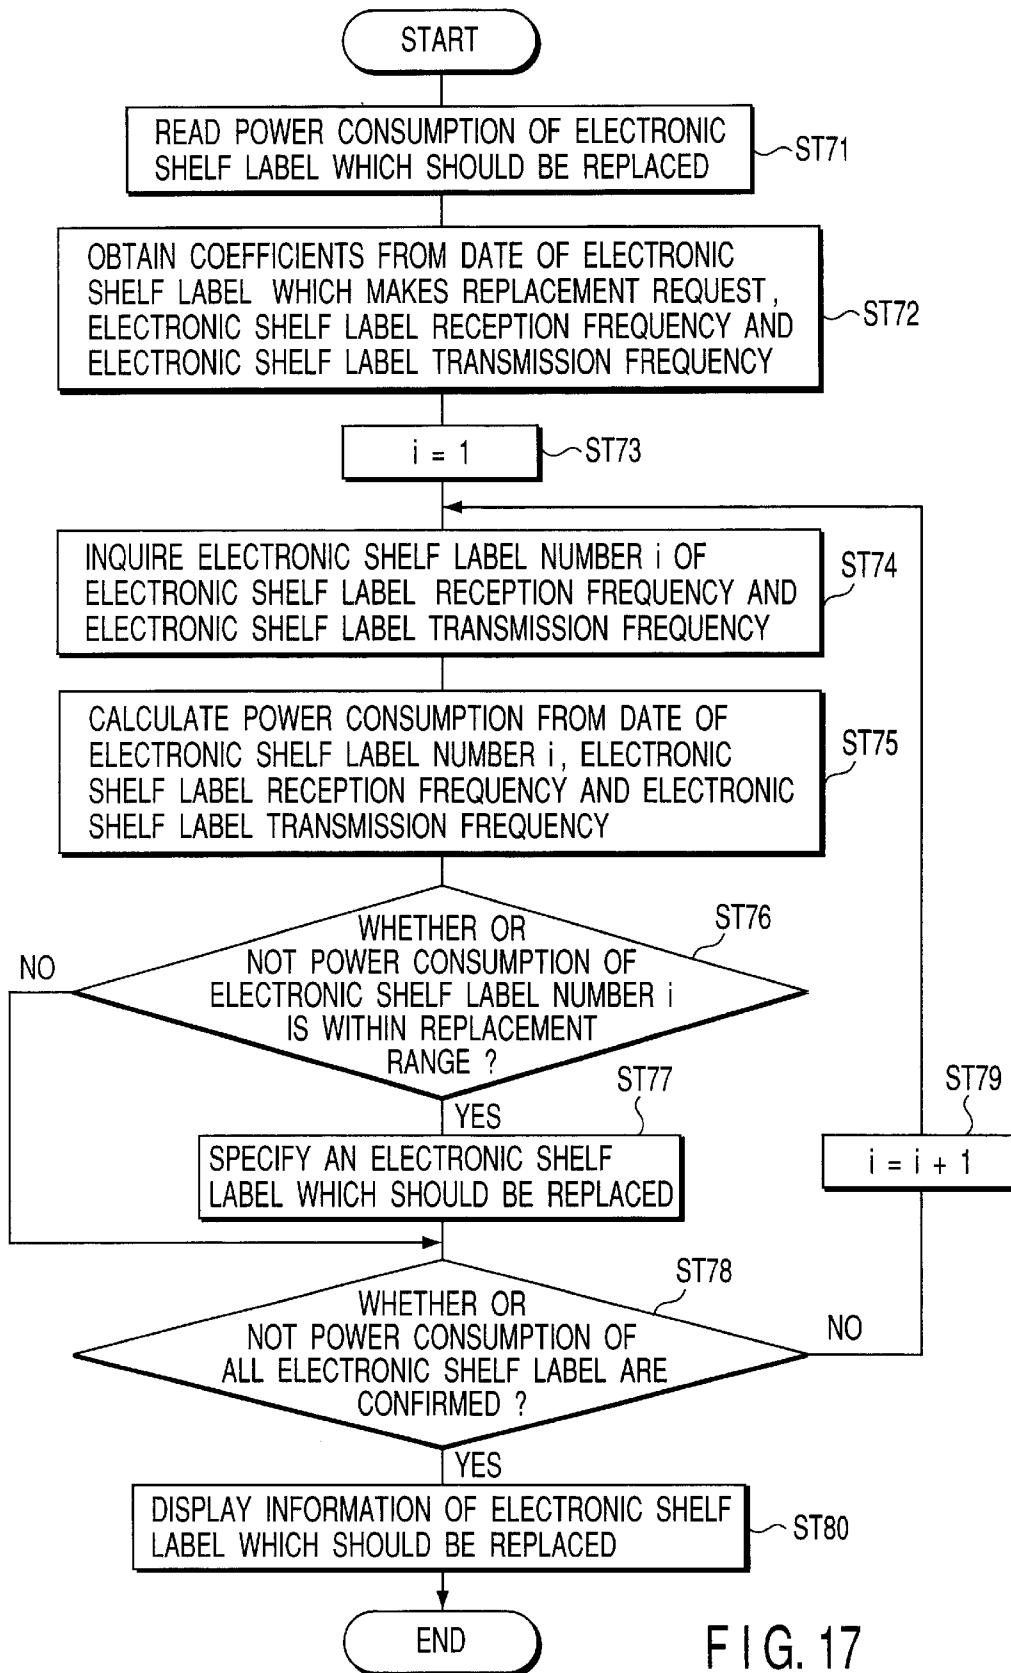 START
READ POWER CONSUMPTION OF ELECTRONIC
SHELF LABEL WHICH SHOULD BE REPLACED
ST71
OBTAIN COEFFICIENTS FROM DATE OF ELECTRONIC
SHELF LABEL WHICH MAKES REPLACEMENT REQUEST,
ELECTRONIC SHELF LABEL RECEPTION FREQUENCY AND
ELECTRONIC SHELF LABEL TRANSMISSION FREQUENCY
ST72
i = 1
ST73
INQUIRE ELECTRONIC SHELF LABEL NUMBER i OF
ELECTRONIC SHELF LABEL RECEPTION FREQUENCY AND
ELECTRONIC SHELF LABEL TRANSMISSION FREQUENCY
ST74
CALCULATE POWER CONSUMPTION FROM DATE OF
ELECTRONIC SHELF LABEL NUMBER i, ELECTRONIC
SHELF LABEL RECEPTION FREQUENCY AND ELECTRONIC
SHELF LABEL TRANSMISSION FREQUENCY
ST75
WHETHER OR
NOT POWER CONSUMPTION OF
ELECTRONIC SHELF LABEL NUMBER i
IS WITHIN REPLACEMENT
RANGE ?
ST76
NO
YES
SPECIFY AN ELECTRONIC SHELF
LABEL WHICH SHOULD BE REPLACED
ST77
ST79
i = i + 1
WHETHER OR
NOT POWER CONSUMPTION OF
ALL ELECTRONIC SHELF LABEL ARE
CONFIRMED ?
ST78
NO
YES
DISPLAY INFORMATION OF ELECTRONIC SHELF
LABEL WHICH SHOULD BE REPLACED
ST80
END
FIG. 17